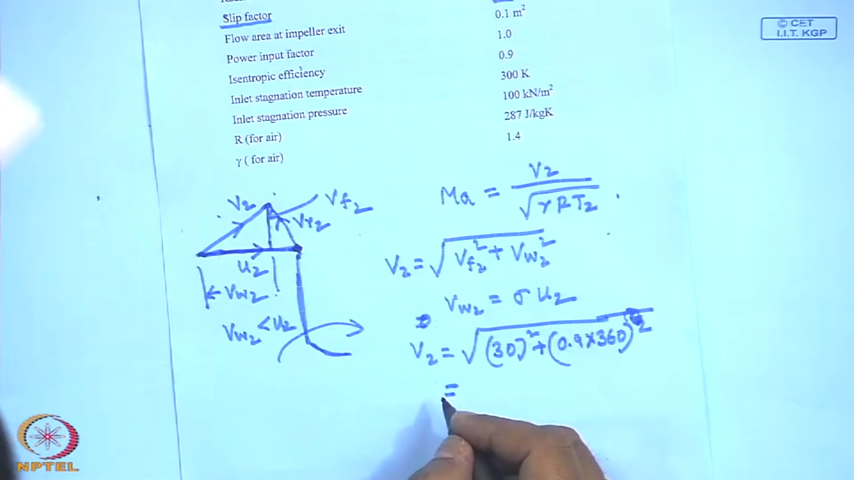 Slip factor
Flow area at impeller exit 0.1 m²
Power input factor 1.0
Isentropic efficiency 0.9
Inlet stagnation temperature 300 K
Inlet stagnation pressure 100 kN/m²
R (for air) 287 J/kgK
γ ( for air) 1.4
© CET
I.I.T. KGP
V₂
Vf₂
Vr₂
u₂
Vw₂
Vw₂ < u₂
Ma = V₂ / √γRT₂ .
V₂ = √Vf₂² + Vw₂²
Vw₂ = σ u₂
V₂ = √(30)² + (0.9×360)²
=
NPTEL